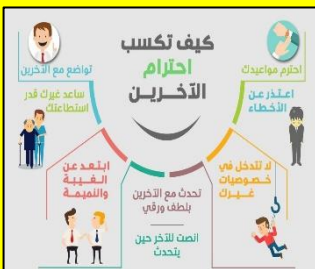 كيف تكسب
احترام
الآخرين
احترم مواعيدك
اعتذر عن
الأخطاء
لا تتدخل في
خصوصيات
غيرك
تواضع مع الآخرين
ساعد غيرك قدر
استطاعتك
ابتعد عن
الغيبة
والنميمة
تحدث مع الآخرين
بلطف ورقي
انصت للآخر حين
يتحدث